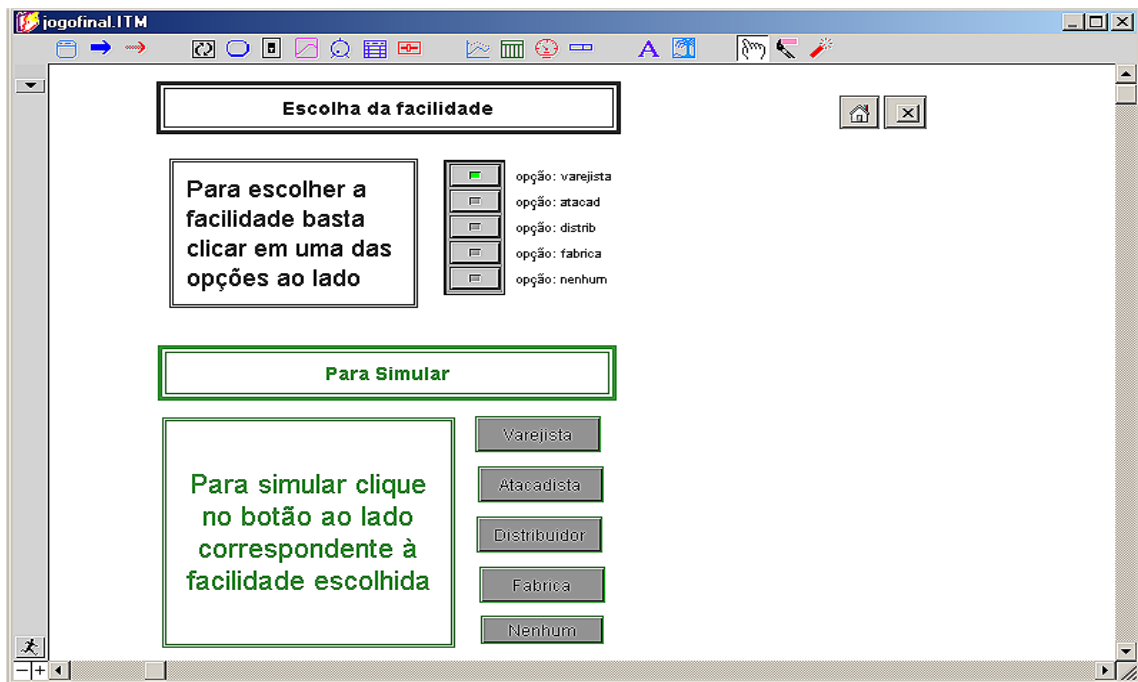 jogofinal.ITM
A
Escolha da facilidade
Para escolher a
facilidade basta
clicar em uma das
opções ao lado
opção: varejista
opção: atacad
opção: distrib
opção: fabrica
opção: nenhum
Para Simular
Para simular clique
no botão ao lado
correspondente à
facilidade escolhida
Varejista
Atacadista
Distribuidor
Fabrica
Nenhum